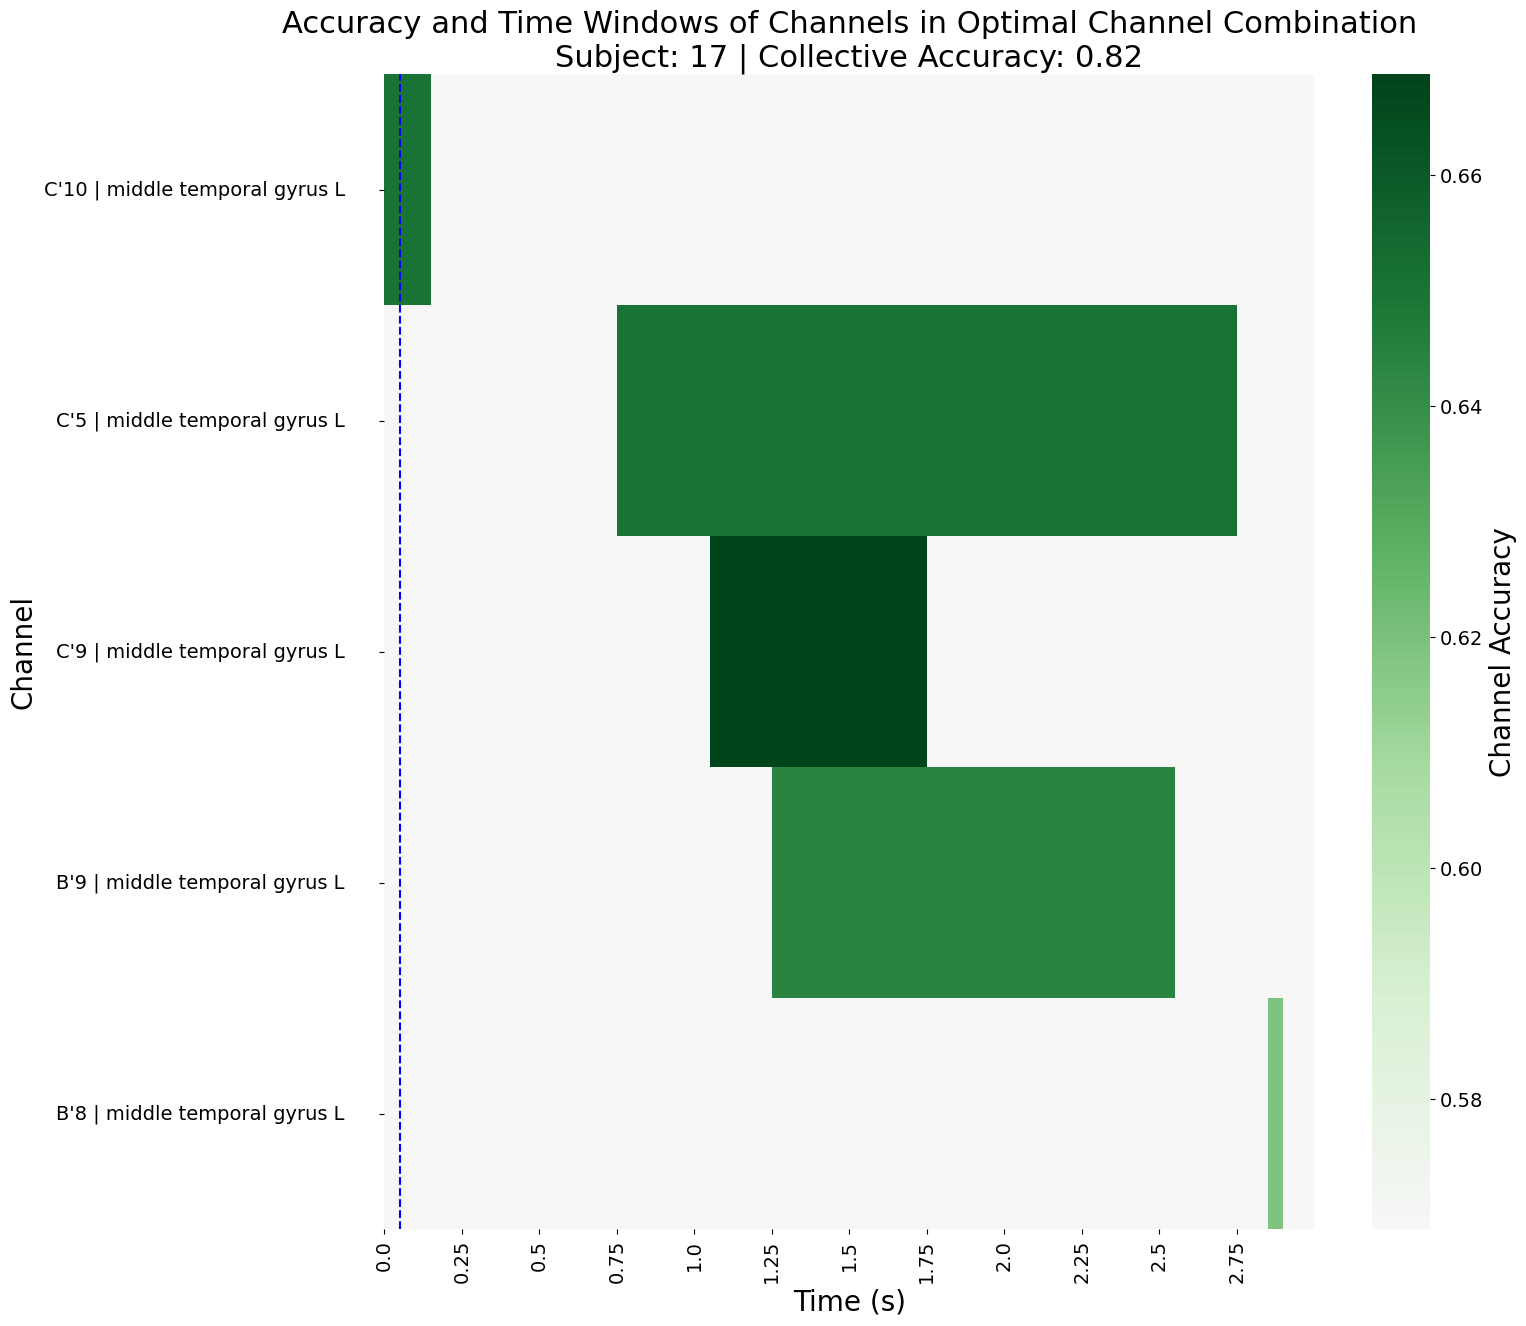 Accuracy and Time Windows of Channels in Optimal Channel Combination
Subject: 17 | Collective Accuracy: 0.82
Channel
C'10 | middle temporal gyrus L
C'5 | middle temporal gyrus L
C'9 | middle temporal gyrus L
B'9 | middle temporal gyrus L
B'8 | middle temporal gyrus L
0.0 0.25 0.5 0.75 1.0 1.25 1.5 1.75 2.0 2.25 2.5 2.75
Time (s)
0.66
0.64
0.62
0.60
0.58
Channel Accuracy